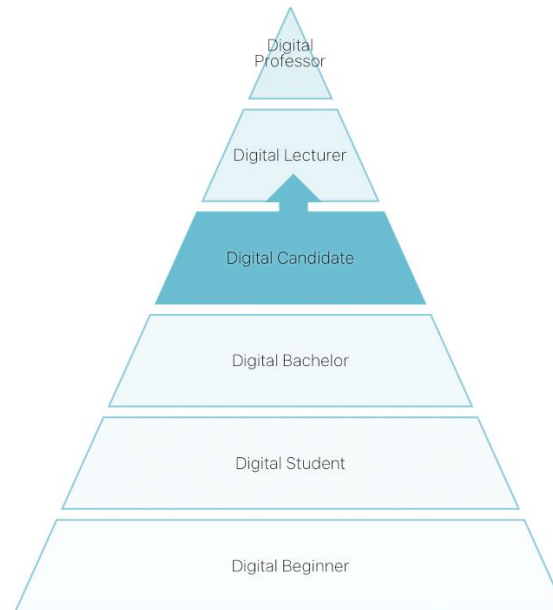 Digital
Professor
Digital Lecturer
Digital Candidate
Digital Bachelor
Digital Student
Digital Beginner